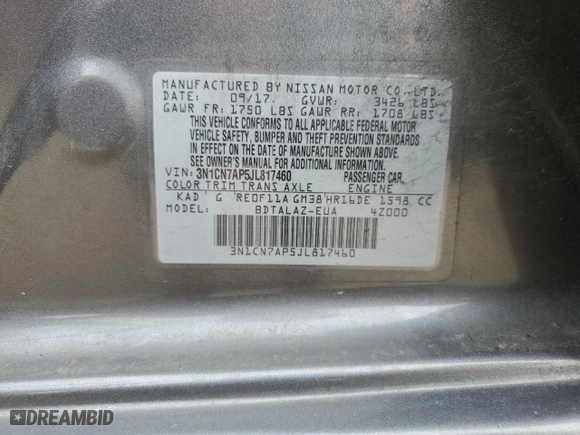 MANUFACTURED BY NISSAN MOTOR CO., LTD.
DATE: 09/17. GVWR: 3426 LBS
GAWR FR: 1750 LBS GAWR RR: 1708 LBS
THIS VEHICLE CONFORMS TO ALL APPLICABLE FEDERAL MOTOR
VEHICLE SAFETY, BUMPER AND THEFT PREVENTION STANDARDS
IN EFFECT ON THE DATE OF MANUFACTURE SHOWN ABOVE.
SEE OWNER'S MANUAL FOR ADDITIONAL INFORMATION.
VIN: 3N1CN7AP5JL817460 PASSENGER CAR.
COLOR TRIM TRANS AXLE ENGINE
KAD G RE0F11A GM38 HR16DE 1598 CC
BDTALAZ-EUA 4Z000
3N1CN7AP5JL817460
DREAMBID